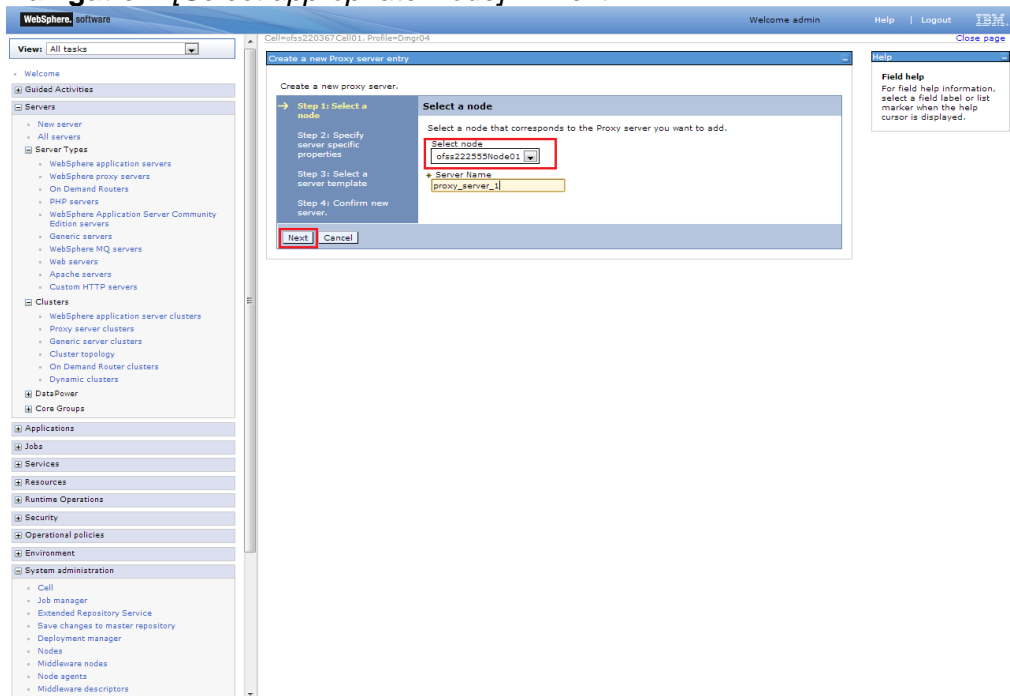 WebSphere. software
Welcome admin
Help | Logout
IBM.
View: All tasks
Cell=ofss220367Cell01, Profile=Dmgr04
Close page
Welcome
Guided Activities
Servers
New server
All servers
Server Types
WebSphere application servers
WebSphere proxy servers
On Demand Routers
PHP servers
WebSphere Application Server Community
Edition servers
Generic servers
WebSphere MQ servers
Web servers
Apache servers
Custom HTTP servers
Clusters
WebSphere application server clusters
Proxy server clusters
Generic server clusters
Cluster topology
On Demand Router clusters
Dynamic clusters
DataPower
Core Groups
Applications
Jobs
Services
Resources
Runtime Operations
Security
Operational policies
Environment
System administration
Cell
Job manager
Extended Repository Service
Save changes to master repository
Deployment manager
Nodes
Middleware nodes
Node agents
Middleware descriptors
Create a new Proxy server entry
Create a new proxy server.
Step 1: Select a
node
Step 2: Specify
server specific
properties
Step 3: Select a
server template
Step 4: Confirm new
server.
Select a node
Select a node that corresponds to the Proxy server you want to add.
Select node
ofss222555Node01
* Server Name
proxy_server_1
Next
Cancel
Help
Field help
For field help information,
select a field label or list
marker when the help
cursor is displayed.